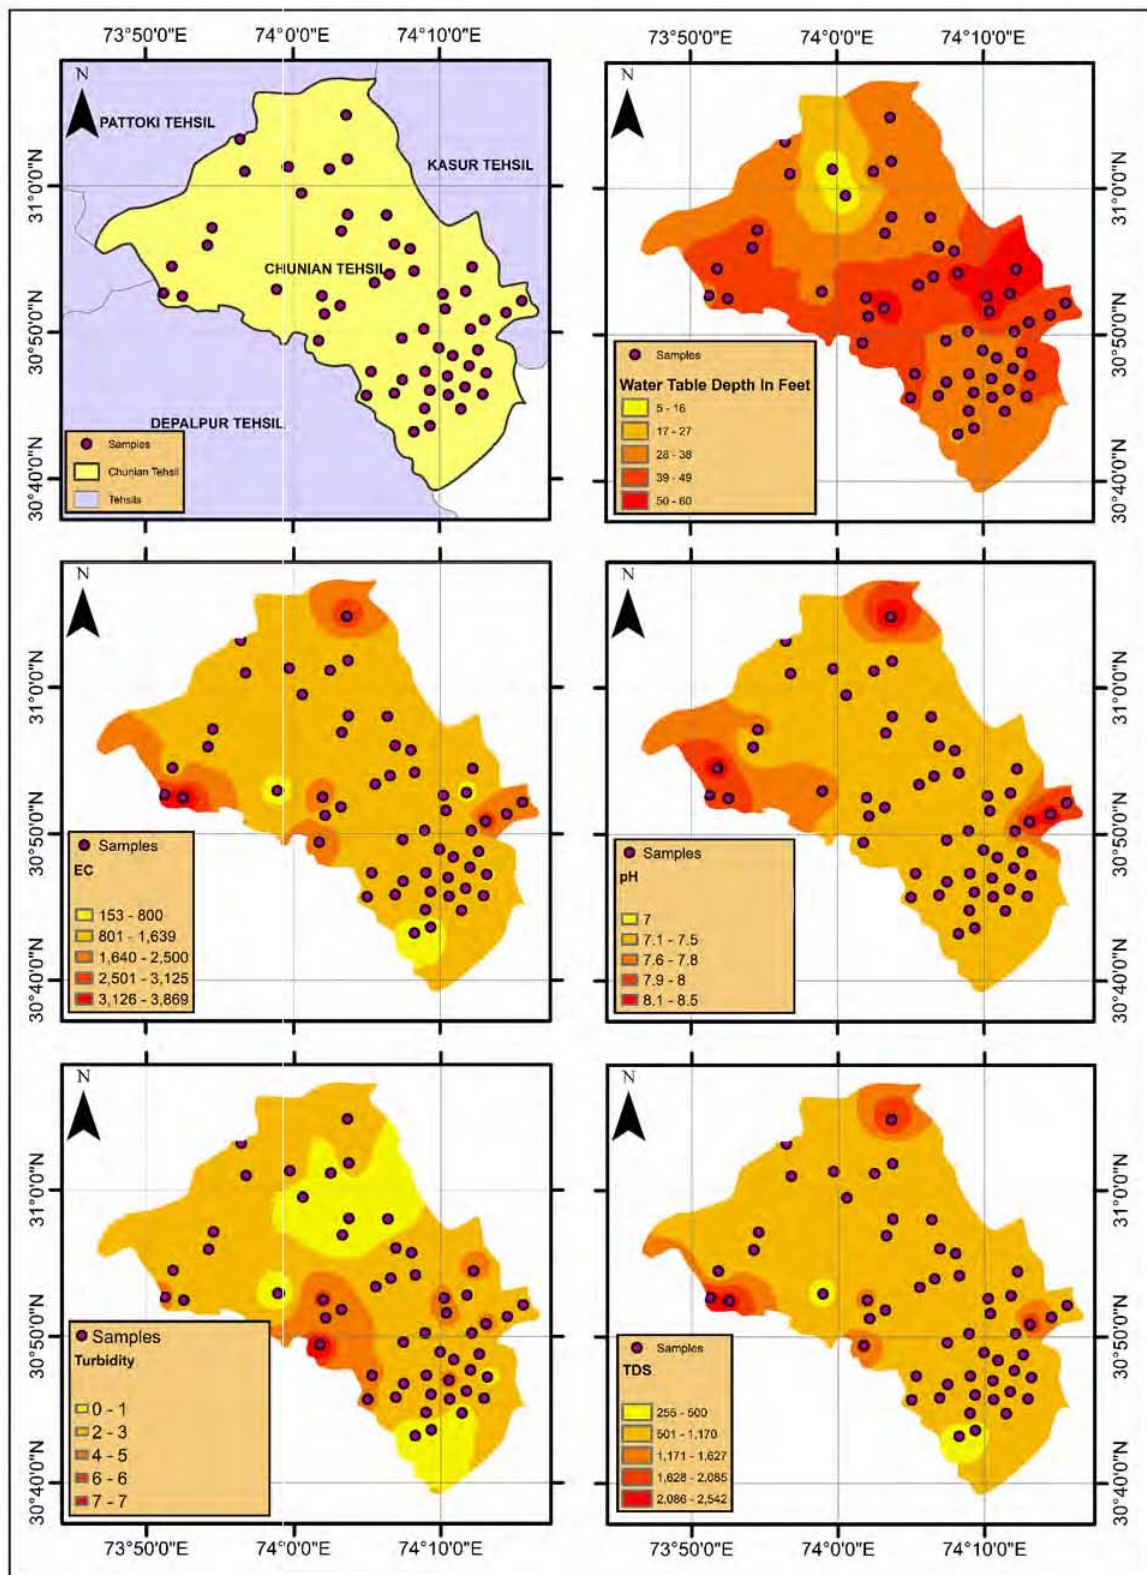 73°50'0"E 74°0'0"E 74°10'0"E
73°50'0"E 74°0'0"E 74°10'0"E
N
PATTOKI TEHSIL
KASUR TEHSIL
CHUNIAN TEHSIL
DEPALPUR TEHSIL
Samples
Chunian Tehsil
Tehsils
31°0'0"N
30°50'0"N
30°40'0"N
N
Samples
Water Table Depth In Feet
5 - 16
17 - 27
28 - 38
39 - 49
50 - 60
31°0'0"N
30°50'0"N
30°40'0"N
N
31°0'0"N
30°50'0"N
30°40'0"N
Samples
EC
153 - 800
801 - 1,639
1,640 - 2,500
2,501 - 3,125
3,126 - 3,869
N
Samples
pH
7
7.1 - 7.5
7.6 - 7.8
7.9 - 8
8.1 - 8.5
31°0'0"N
30°50'0"N
30°40'0"N
N
31°0'0"N
30°50'0"N
30°40'0"N
Samples
Turbidity
0 - 1
2 - 3
4 - 5
6 - 6
7 - 7
N
Samples
TDS
255 - 500
501 - 1,170
1,171 - 1,627
1,628 - 2,085
2,086 - 2,542
31°0'0"N
30°50'0"N
30°40'0"N
73°50'0"E 74°0'0"E 74°10'0"E
73°50'0"E 74°0'0"E 74°10'0"E